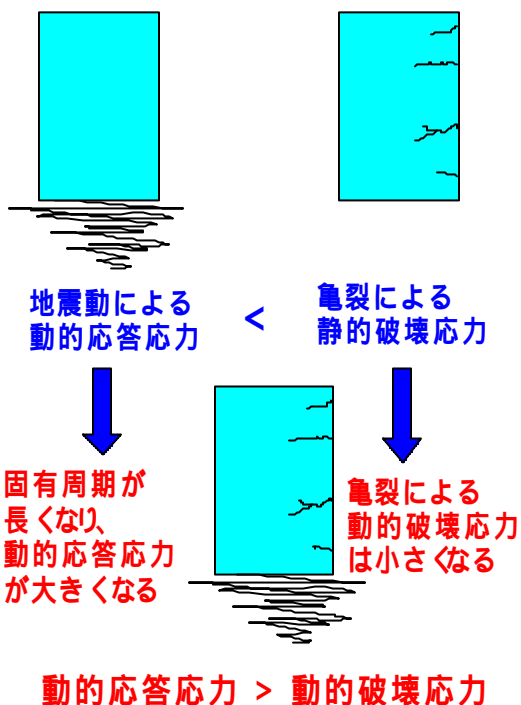 地震動による
動的応答応力
<
亀裂による
静的破壊応力
固有周期が
長くなり、
動的応答応力
が大きくなる
亀裂による
動的破壊応力
は小さくなる
動的応答応力 > 動的破壊応力